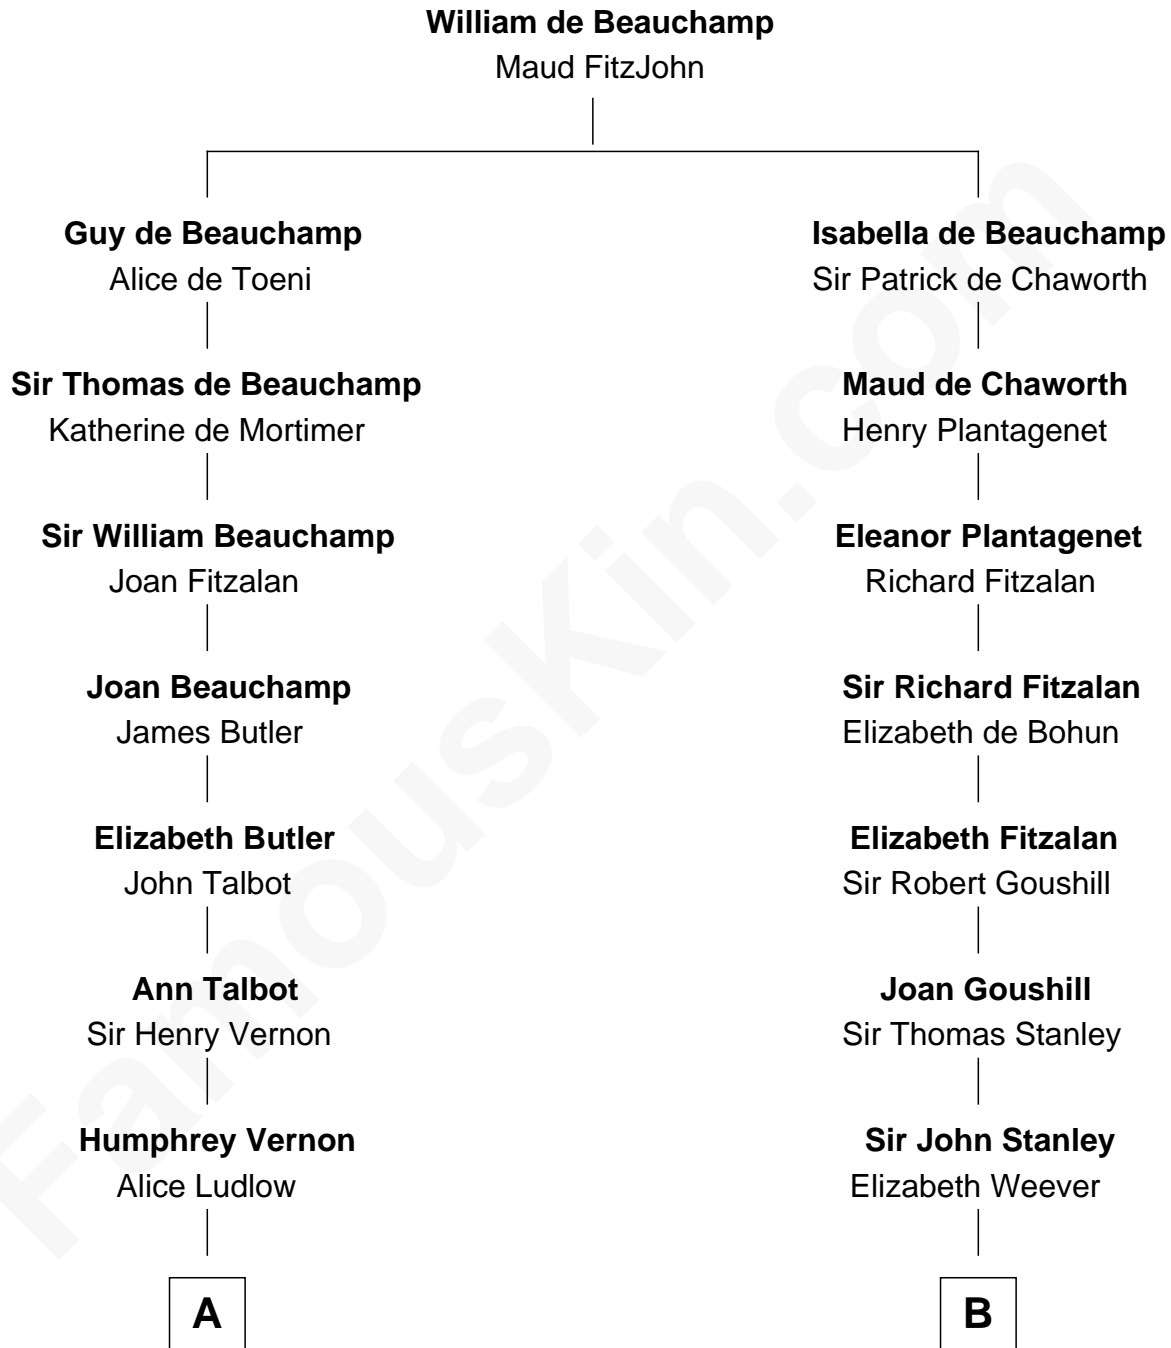 William de Beauchamp
Maud FitzJohn
Guy de Beauchamp
Alice de Toeni
Isabella de Beauchamp
Sir Patrick de Chaworth
Sir Thomas de Beauchamp
Katherine de Mortimer
Maud de Chaworth
Henry Plantagenet
Sir William Beauchamp
Joan Fitzalan
Eleanor Plantagenet
Richard Fitzalan
Joan Beauchamp
James Butler
Sir Richard Fitzalan
Elizabeth de Bohun
Elizabeth Butler
John Talbot
Elizabeth Fitzalan
Sir Robert Goushill
Ann Talbot
Sir Henry Vernon
Joan Goushill
Sir Thomas Stanley
Humphrey Vernon
Alice Ludlow
Sir John Stanley
Elizabeth Weever
A
B
FamousKin.com